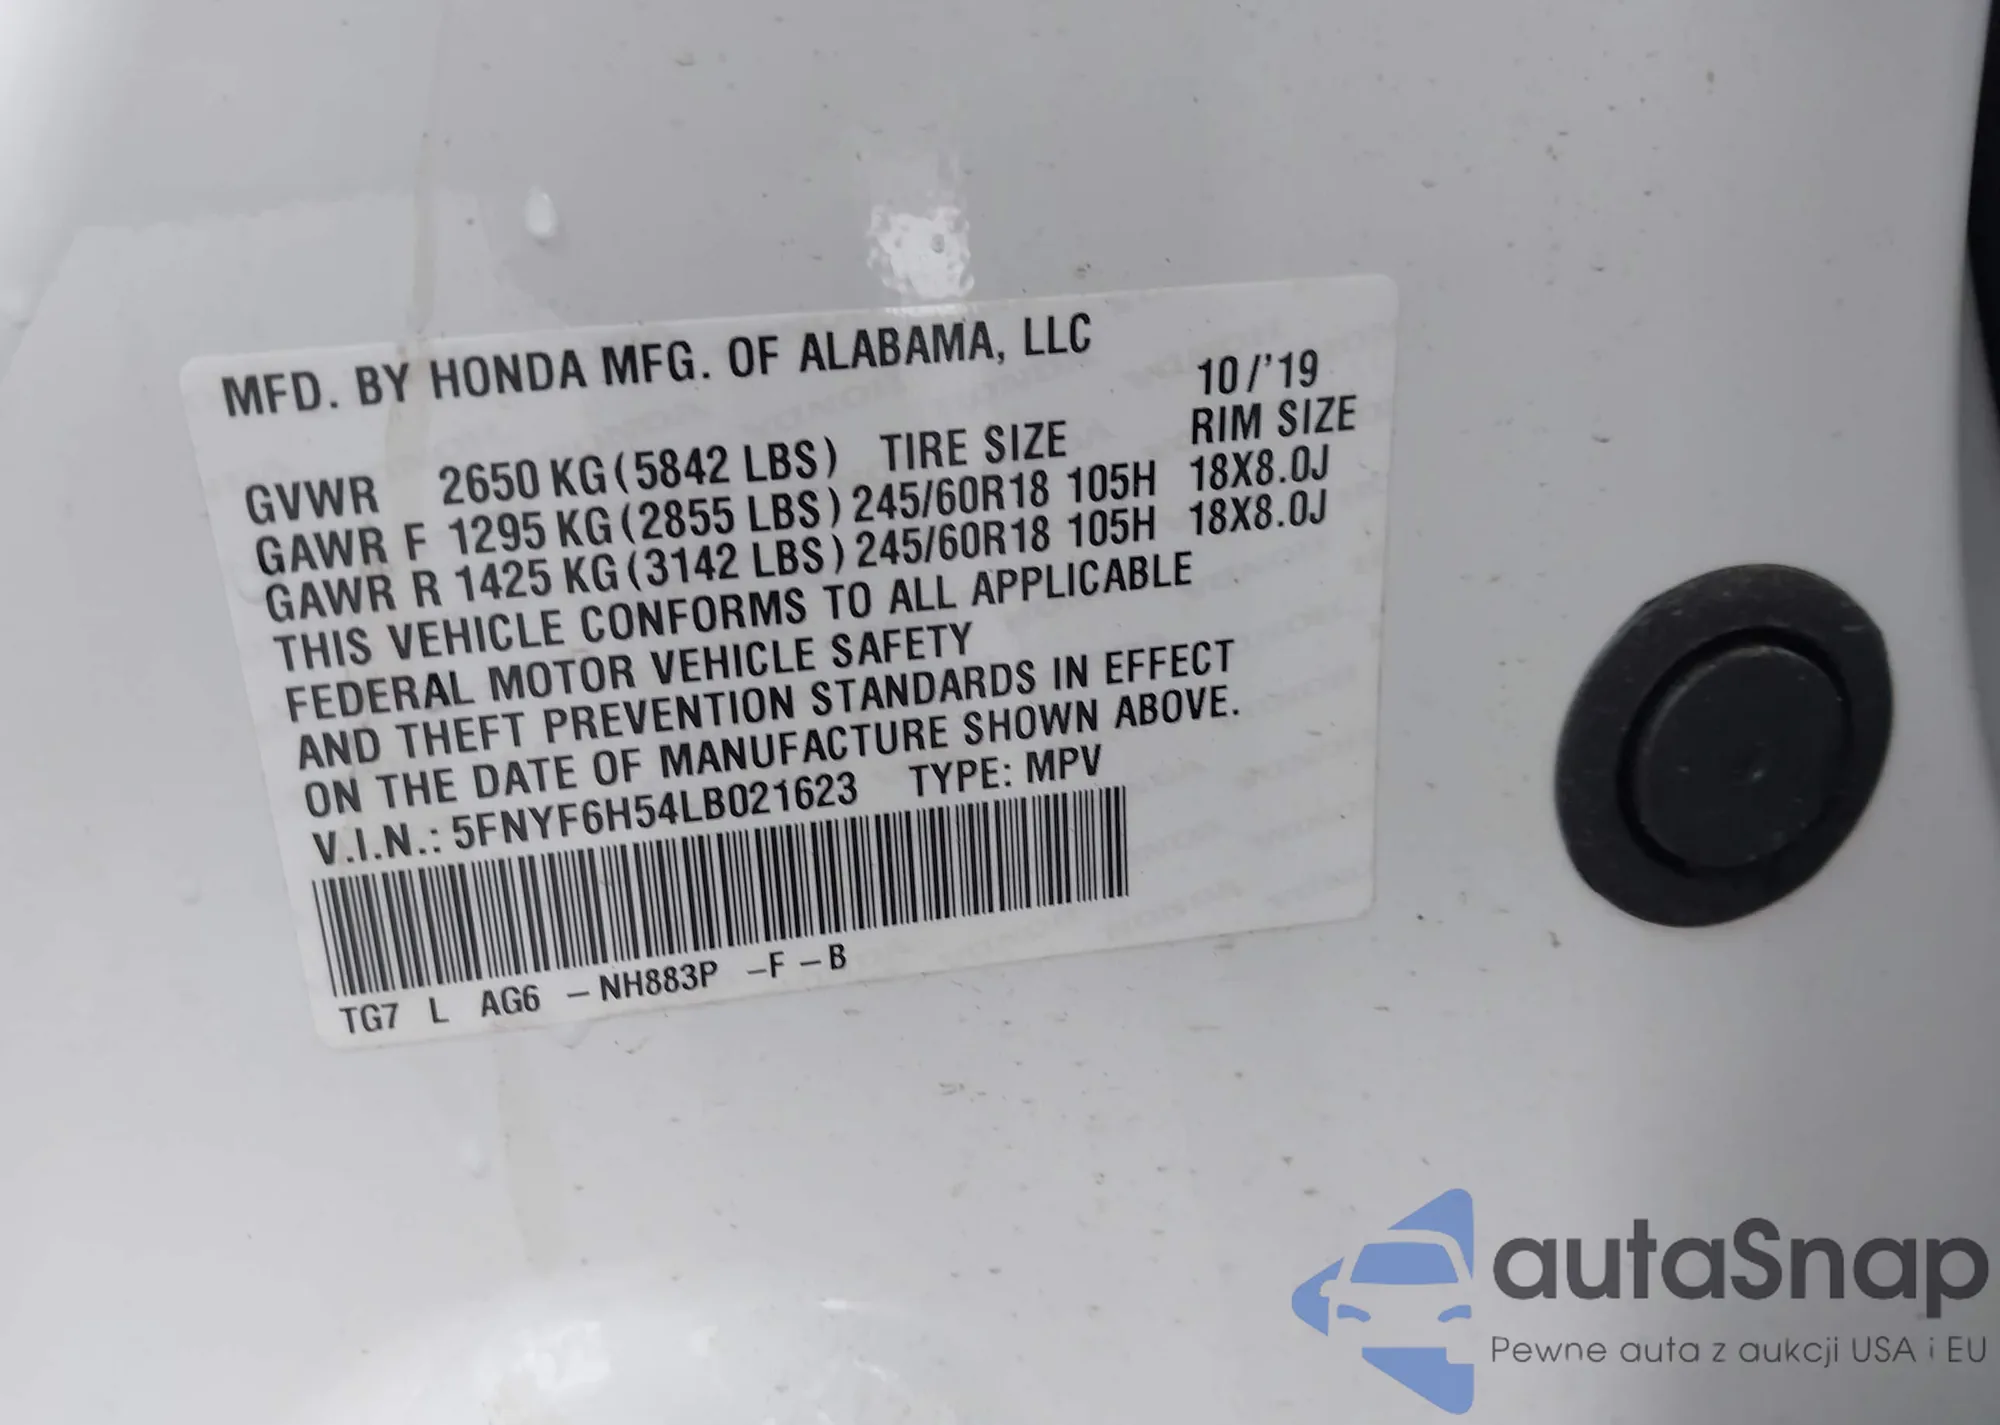 MFD. BY HONDA MFG. OF ALABAMA, LLC
10/'19
GVWR 2650 KG (5842 LBS) TIRE SIZE RIM SIZE
GAWR F 1295 KG (2855 LBS) 245/60R18 105H 18X8.0J
GAWR R 1425 KG (3142 LBS) 245/60R18 105H 18X8.0J
THIS VEHICLE CONFORMS TO ALL APPLICABLE
FEDERAL MOTOR VEHICLE SAFETY
AND THEFT PREVENTION STANDARDS IN EFFECT
ON THE DATE OF MANUFACTURE SHOWN ABOVE.
V.I.N.: 5FNYF6H54LB021623 TYPE: MPV
TG7 L AG6 –NH883P –F –B
autaSnap
Pewne auta z aukcji USA i EU